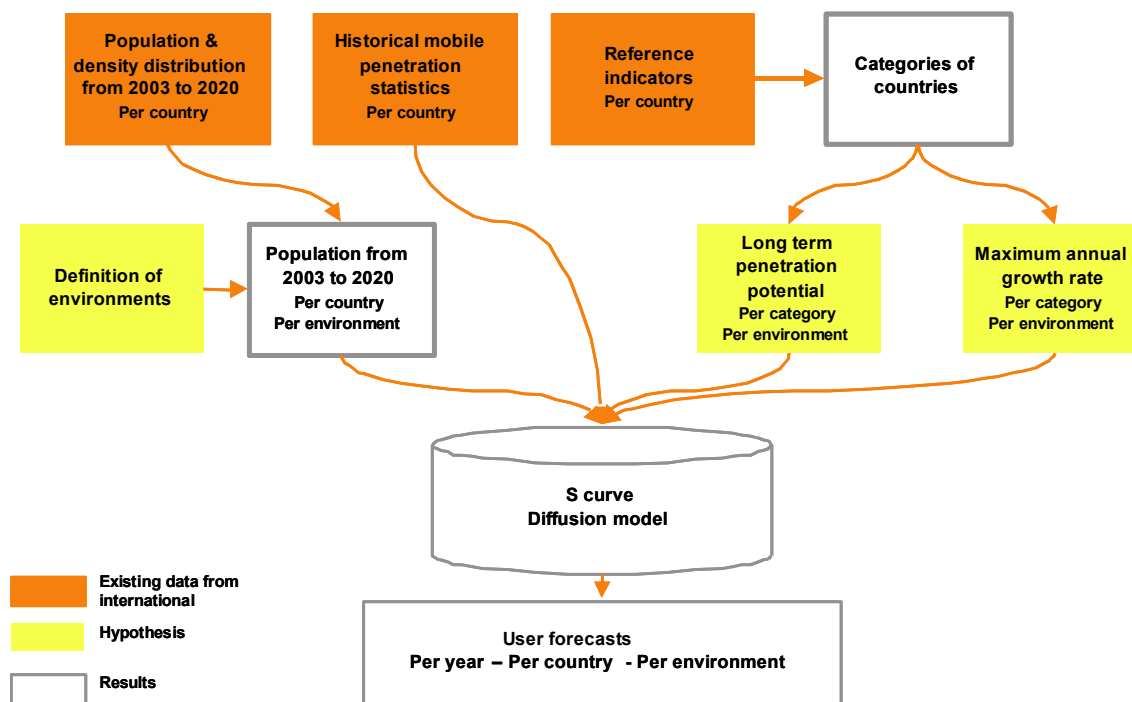 Population &
density distribution
from 2003 to 2020
Per country
Historical mobile
penetration
statistics
Per country
Reference
indicators
Per country
Categories of
countries
Definition of
environments
Population from
2003 to 2020
Per country
Per environment
Long term
penetration
potential
Per category
Per environment
Maximum annual
growth rate
Per category
Per environment
S curve
Diffusion model
Existing data from
international
Hypothesis
Results
User forecasts
Per year – Per country - Per environment